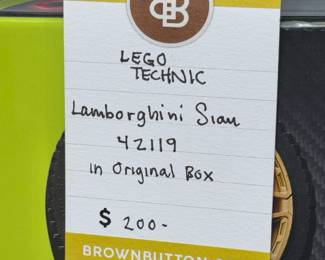 B
LEGO
TECHNIC
Lamborghini Sian
42119
in Original Box
$ 200-
BROWNBUTTON